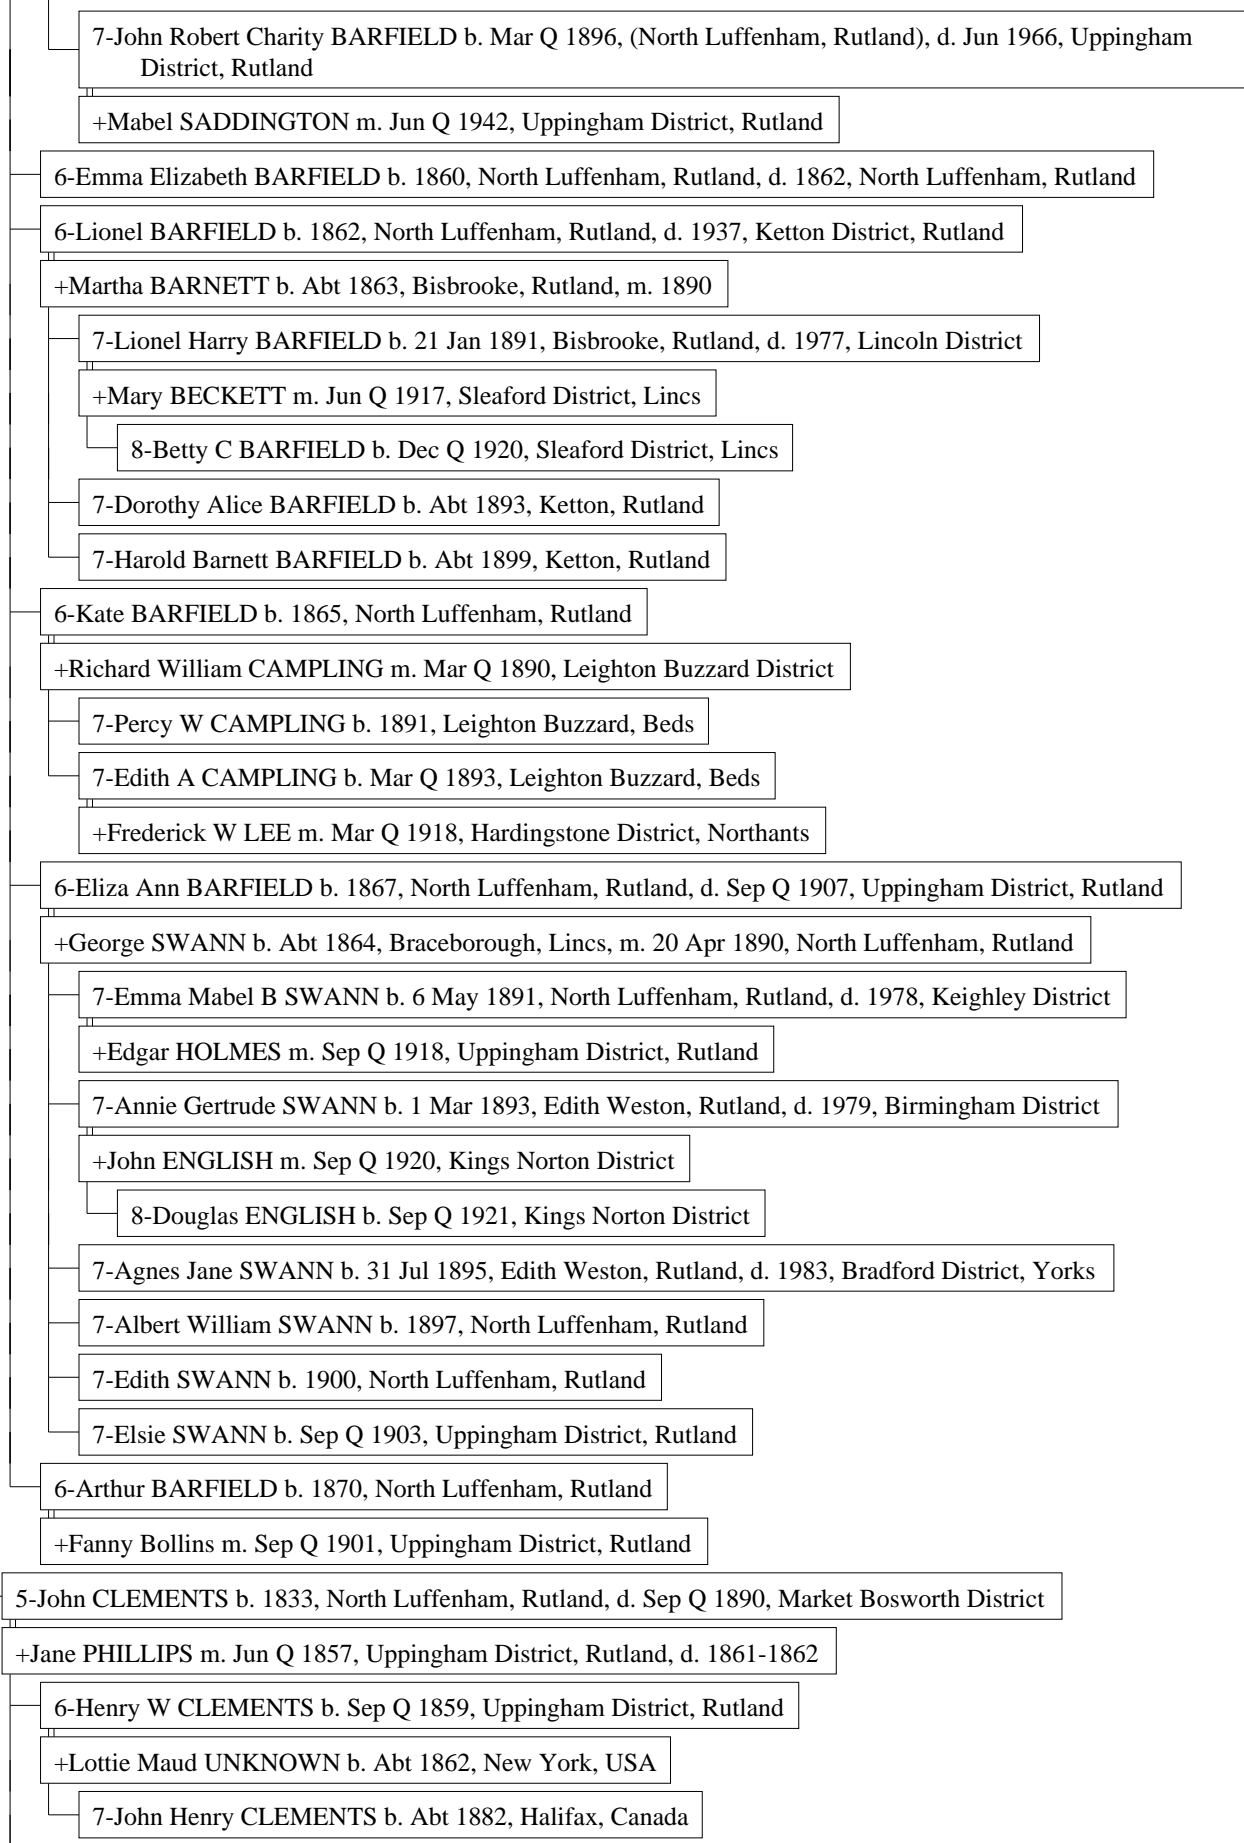 7-John Robert Charity BARFIELD b. Mar Q 1896, (North Luffenham, Rutland), d. Jun 1966, Uppingham
District, Rutland
+Mabel SADDINGTON m. Jun Q 1942, Uppingham District, Rutland
6-Emma Elizabeth BARFIELD b. 1860, North Luffenham, Rutland, d. 1862, North Luffenham, Rutland
6-Lionel BARFIELD b. 1862, North Luffenham, Rutland, d. 1937, Ketton District, Rutland
+Martha BARNETT b. Abt 1863, Bisbrooke, Rutland, m. 1890
7-Lionel Harry BARFIELD b. 21 Jan 1891, Bisbrooke, Rutland, d. 1977, Lincoln District
+Mary BECKETT m. Jun Q 1917, Sleaford District, Lincs
8-Betty C BARFIELD b. Dec Q 1920, Sleaford District, Lincs
7-Dorothy Alice BARFIELD b. Abt 1893, Ketton, Rutland
7-Harold Barnett BARFIELD b. Abt 1899, Ketton, Rutland
6-Kate BARFIELD b. 1865, North Luffenham, Rutland
+Richard William CAMPLING m. Mar Q 1890, Leighton Buzzard District
7-Percy W CAMPLING b. 1891, Leighton Buzzard, Beds
7-Edith A CAMPLING b. Mar Q 1893, Leighton Buzzard, Beds
+Frederick W LEE m. Mar Q 1918, Hardingstone District, Northants
6-Eliza Ann BARFIELD b. 1867, North Luffenham, Rutland, d. Sep Q 1907, Uppingham District, Rutland
+George SWANN b. Abt 1864, Braceborough, Lincs, m. 20 Apr 1890, North Luffenham, Rutland
7-Emma Mabel B SWANN b. 6 May 1891, North Luffenham, Rutland, d. 1978, Keighley District
+Edgar HOLMES m. Sep Q 1918, Uppingham District, Rutland
7-Annie Gertrude SWANN b. 1 Mar 1893, Edith Weston, Rutland, d. 1979, Birmingham District
+John ENGLISH m. Sep Q 1920, Kings Norton District
8-Douglas ENGLISH b. Sep Q 1921, Kings Norton District
7-Agnes Jane SWANN b. 31 Jul 1895, Edith Weston, Rutland, d. 1983, Bradford District, Yorks
7-Albert William SWANN b. 1897, North Luffenham, Rutland
7-Edith SWANN b. 1900, North Luffenham, Rutland
7-Elsie SWANN b. Sep Q 1903, Uppingham District, Rutland
6-Arthur BARFIELD b. 1870, North Luffenham, Rutland
+Fanny Bollins m. Sep Q 1901, Uppingham District, Rutland
5-John CLEMENTS b. 1833, North Luffenham, Rutland, d. Sep Q 1890, Market Bosworth District
+Jane PHILLIPS m. Jun Q 1857, Uppingham District, Rutland, d. 1861-1862
6-Henry W CLEMENTS b. Sep Q 1859, Uppingham District, Rutland
+Lottie Maud UNKNOWN b. Abt 1862, New York, USA
7-John Henry CLEMENTS b. Abt 1882, Halifax, Canada